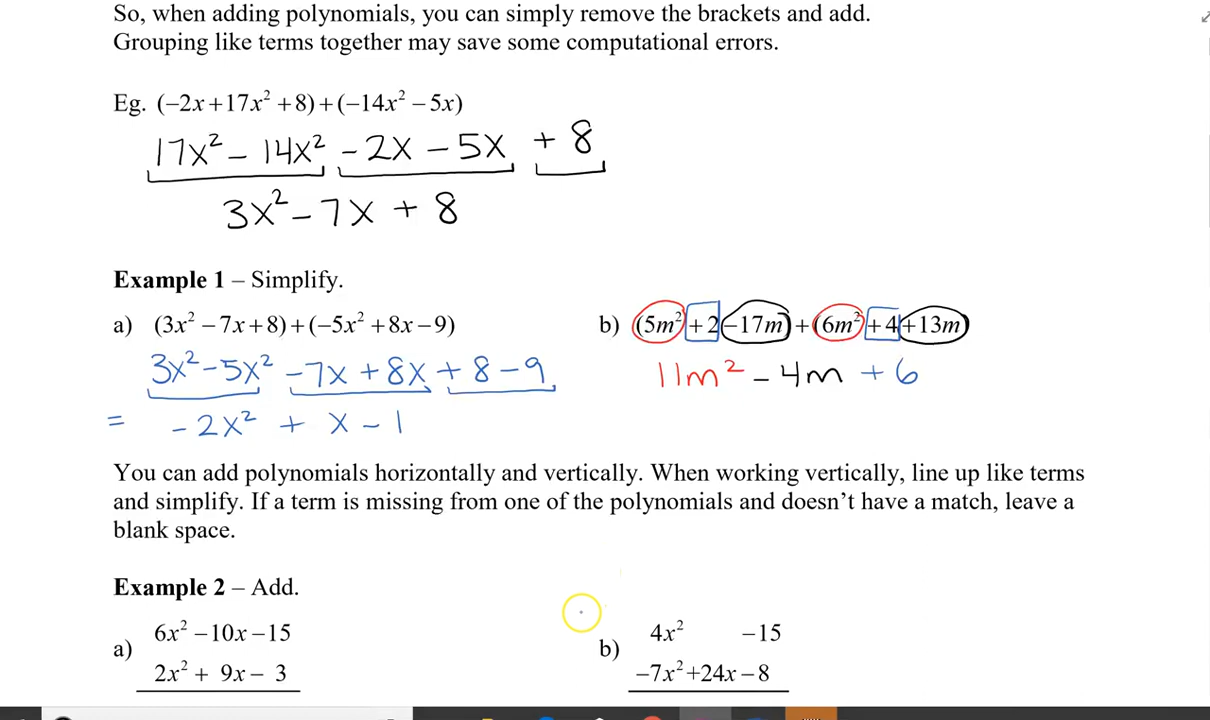 So, when adding polynomials, you can simply remove the brackets and add.
Grouping like terms together may save some computational errors.
Eg. (−2x+17x² +8)+(−14x² −5x)
17x² − 14x² − 2x − 5x + 8
3x² − 7x + 8
Example 1 – Simplify.
a) (3x² −7x+8)+(−5x² +8x−9)
3x² − 5x² − 7x + 8x + 8 − 9
= − 2x² + x − 1
b) (5m² +2−17m)+(6m² +4+13m)
11m² − 4m + 6
You can add polynomials horizontally and vertically. When working vertically, line up like terms
and simplify. If a term is missing from one of the polynomials and doesn’t have a match, leave a
blank space.
Example 2 – Add.
a) 6x² −10x −15
2x² + 9x − 3
b) 4x² −15
−7x² +24x −8